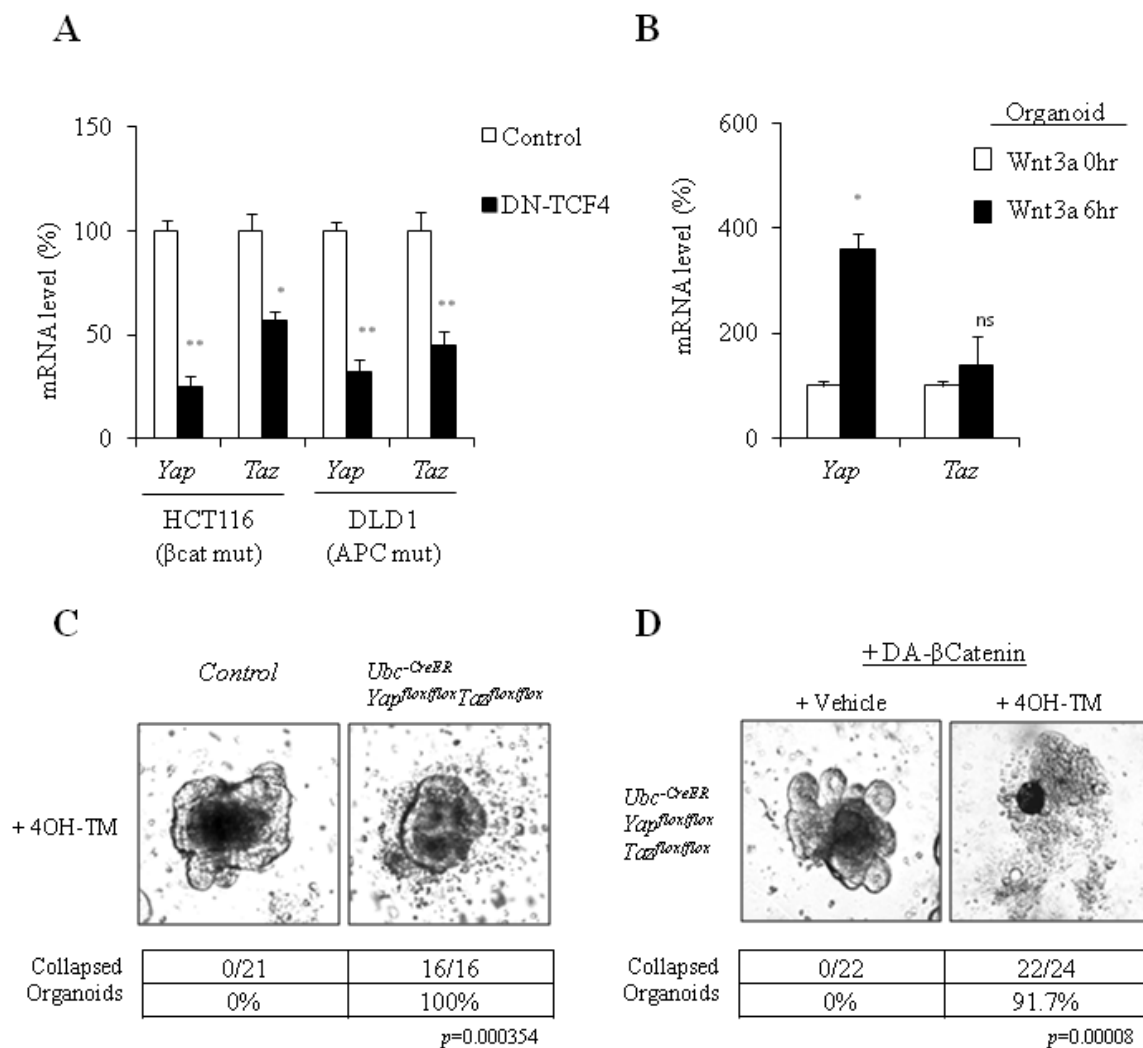 A
mRNA level (%)
150
100
50
0
Control
DN-TCF4
**
*
**
**
Yap Taz Yap Taz
HCT116 DLD1
(βcat mut) (APC mut)
B
mRNA level (%)
600
400
200
0
Organoid
Wnt3a 0hr
Wnt3a 6hr
*
ns
Yap Taz
C
Control
Ubc-CreER
Yapflox/flox Tazflox/flox
+ 4OH-TM
Collapsed Organoids
0/21 16/16
0% 100%
p=0.000354
D
+ DA-βCatenin
+ Vehicle + 4OH-TM
Ubc-CreER
Yapflox/flox
Tazflox/flox
Collapsed Organoids
0/22 22/24
0% 91.7%
p=0.00008